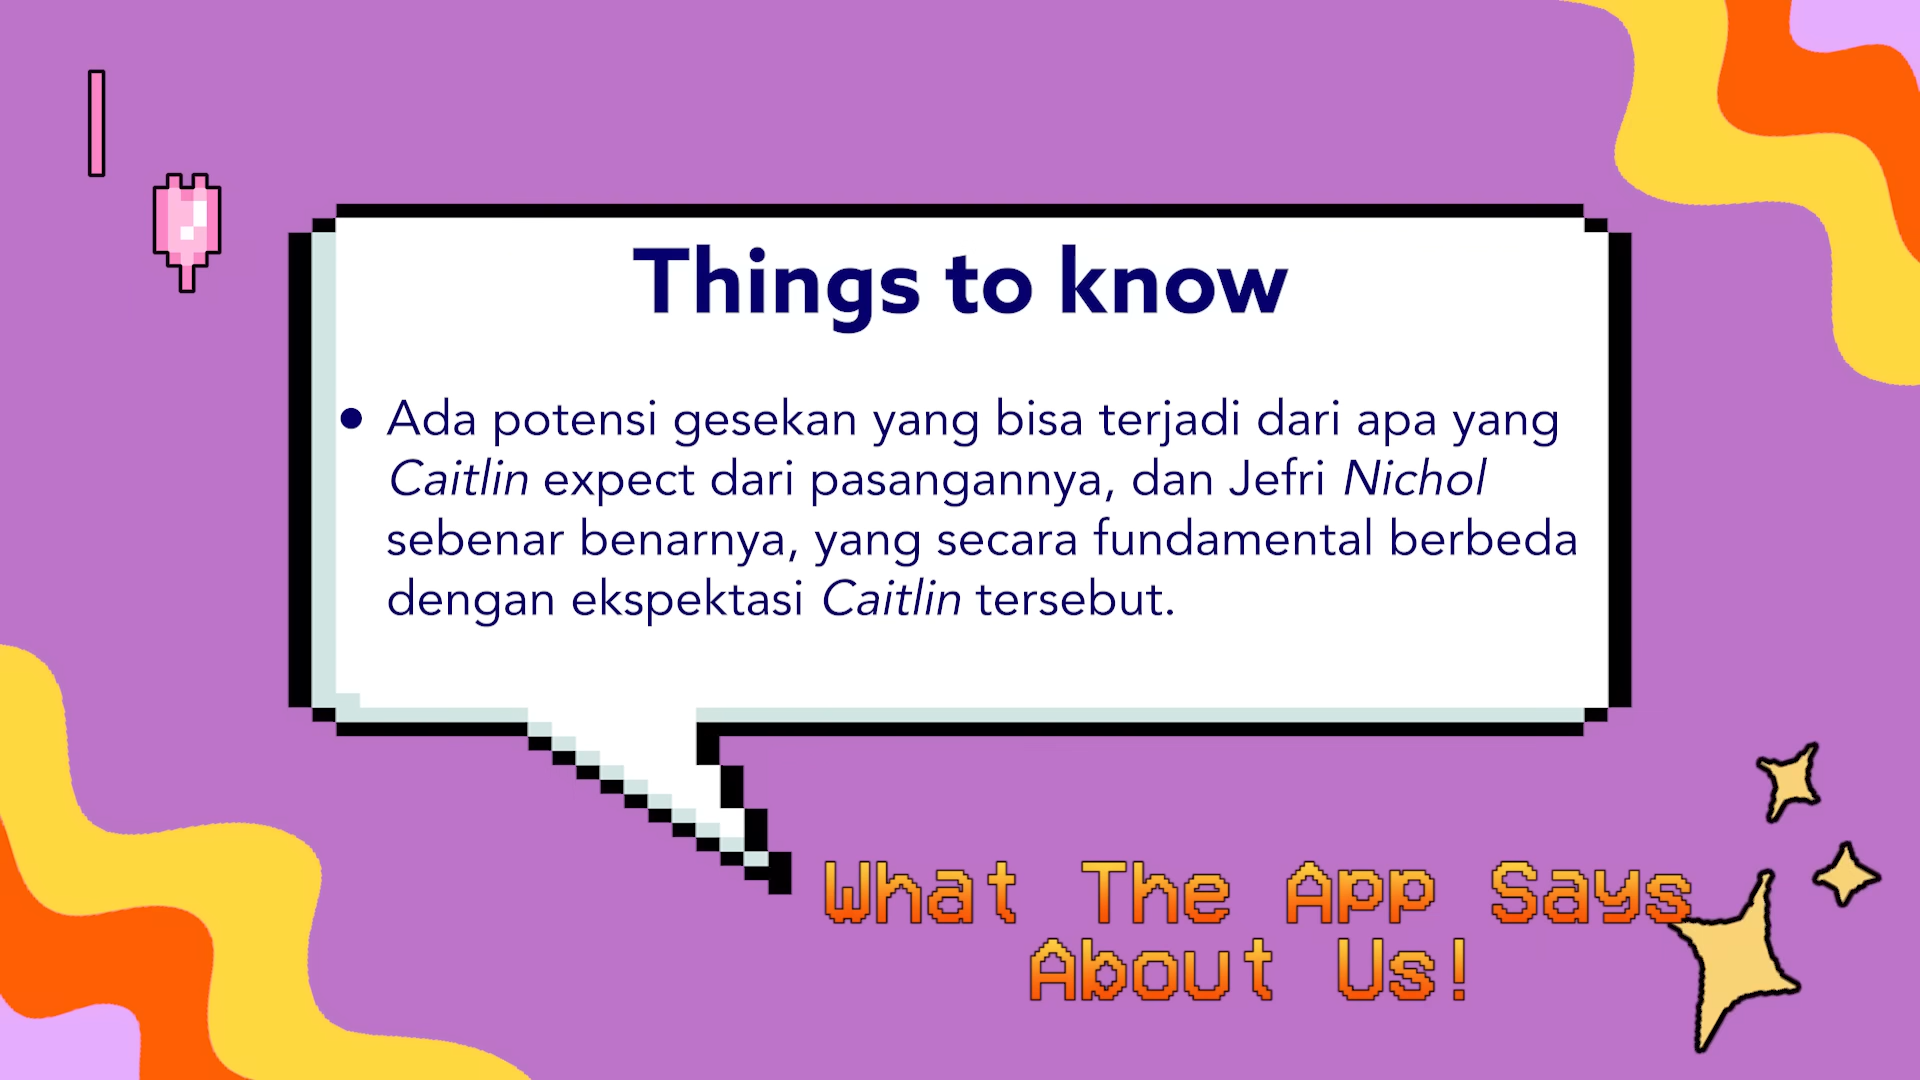 Things to know
• Ada potensi gesekan yang bisa terjadi dari apa yang
Caitlin expect dari pasangannya, dan Jefri Nichol
sebenar benarnya, yang secara fundamental berbeda
dengan ekspektasi Caitlin tersebut.
What The App Says
About Us!